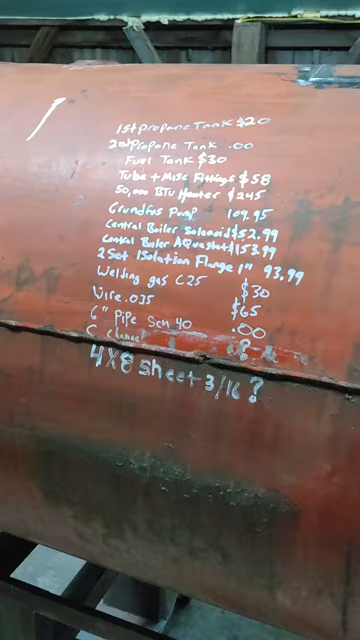 1st Propane Tank $20
2nd Propane Tank .00
Fuel Tank $30
Tube + Misc Fittings $58
50,000 BTU Heater $245
Grundfos Pump 109.95
Central Boiler Solenoid $52.99
Central Boiler AQuastat $153.99
2 Set ISolation Flange 1" 93.99
Welding gas C25 $30
Wire .035 $65
6" Pipe Sch 40 .00
C channel ?
4X8 Sheet 3/16 ?